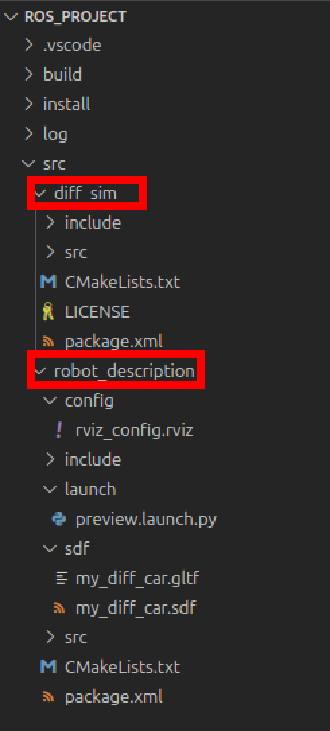 ROS_PROJECT
.vscode
build
install
log
src
diff_sim
include
src
CMakeLists.txt
LICENSE
package.xml
robot_description
config
rviz_config.rviz
include
launch
preview.launch.py
sdf
my_diff_car.gltf
my_diff_car.sdf
src
CMakeLists.txt
package.xml